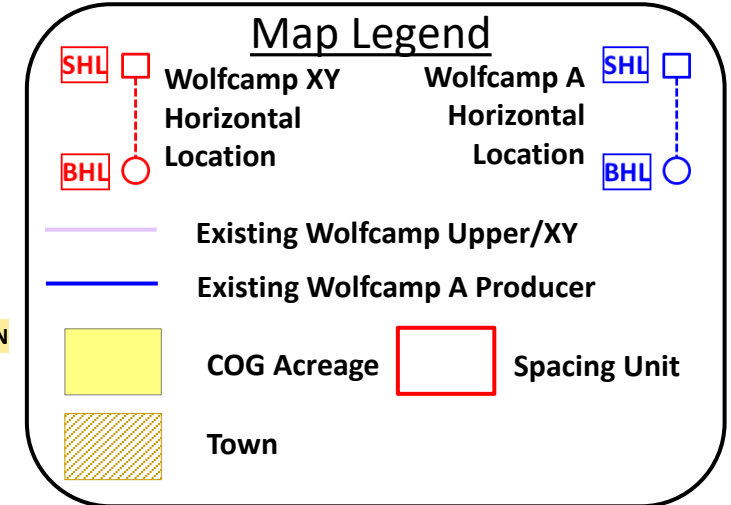 Map Legend
SHL
Wolfcamp XY
Horizontal
Location
BHL
Wolfcamp A
Horizontal
Location
SHL
BHL
Existing Wolfcamp Upper/XY
Existing Wolfcamp A Producer
N
COG Acreage
Spacing Unit
Town